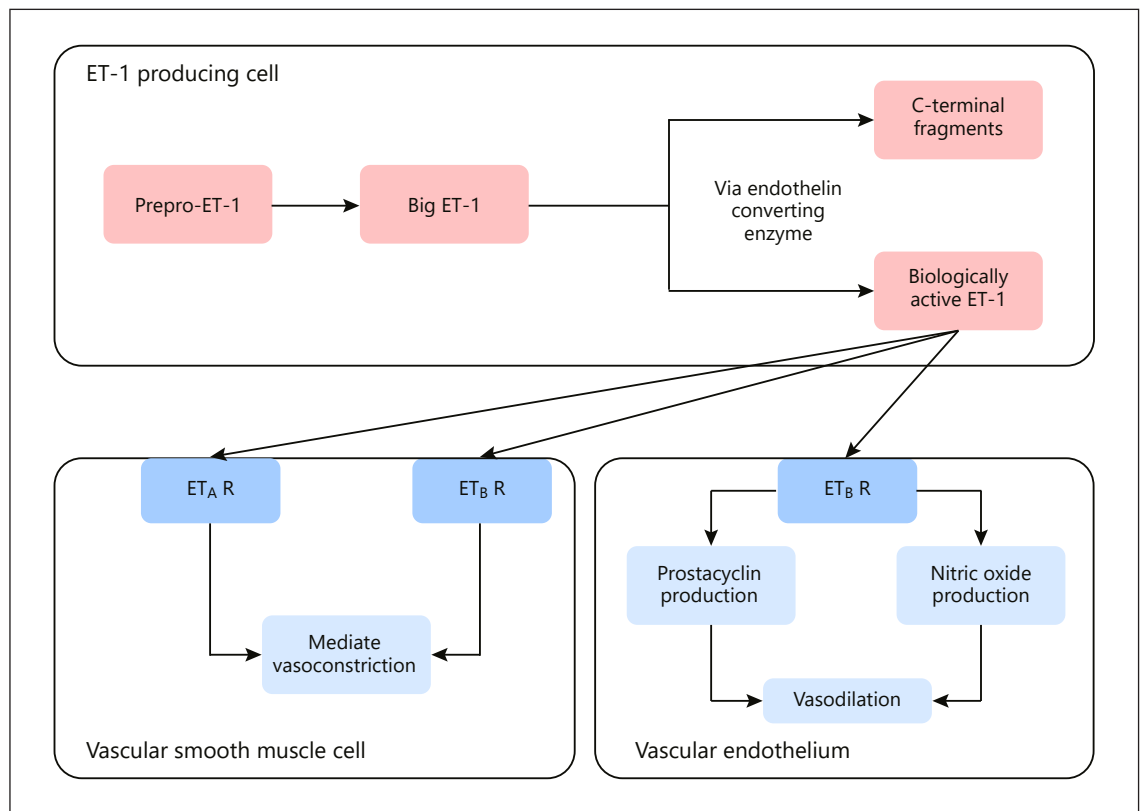 ET-1 producing cell
C-terminal
fragments
Prepro-ET-1
Big ET-1
Via endothelin
converting
enzyme
Biologically
active ET-1
ETA R
ETB R
Mediate
vasoconstriction
Vascular smooth muscle cell
ETB R
Prostacyclin
production
Nitric oxide
production
Vasodilation
Vascular endothelium